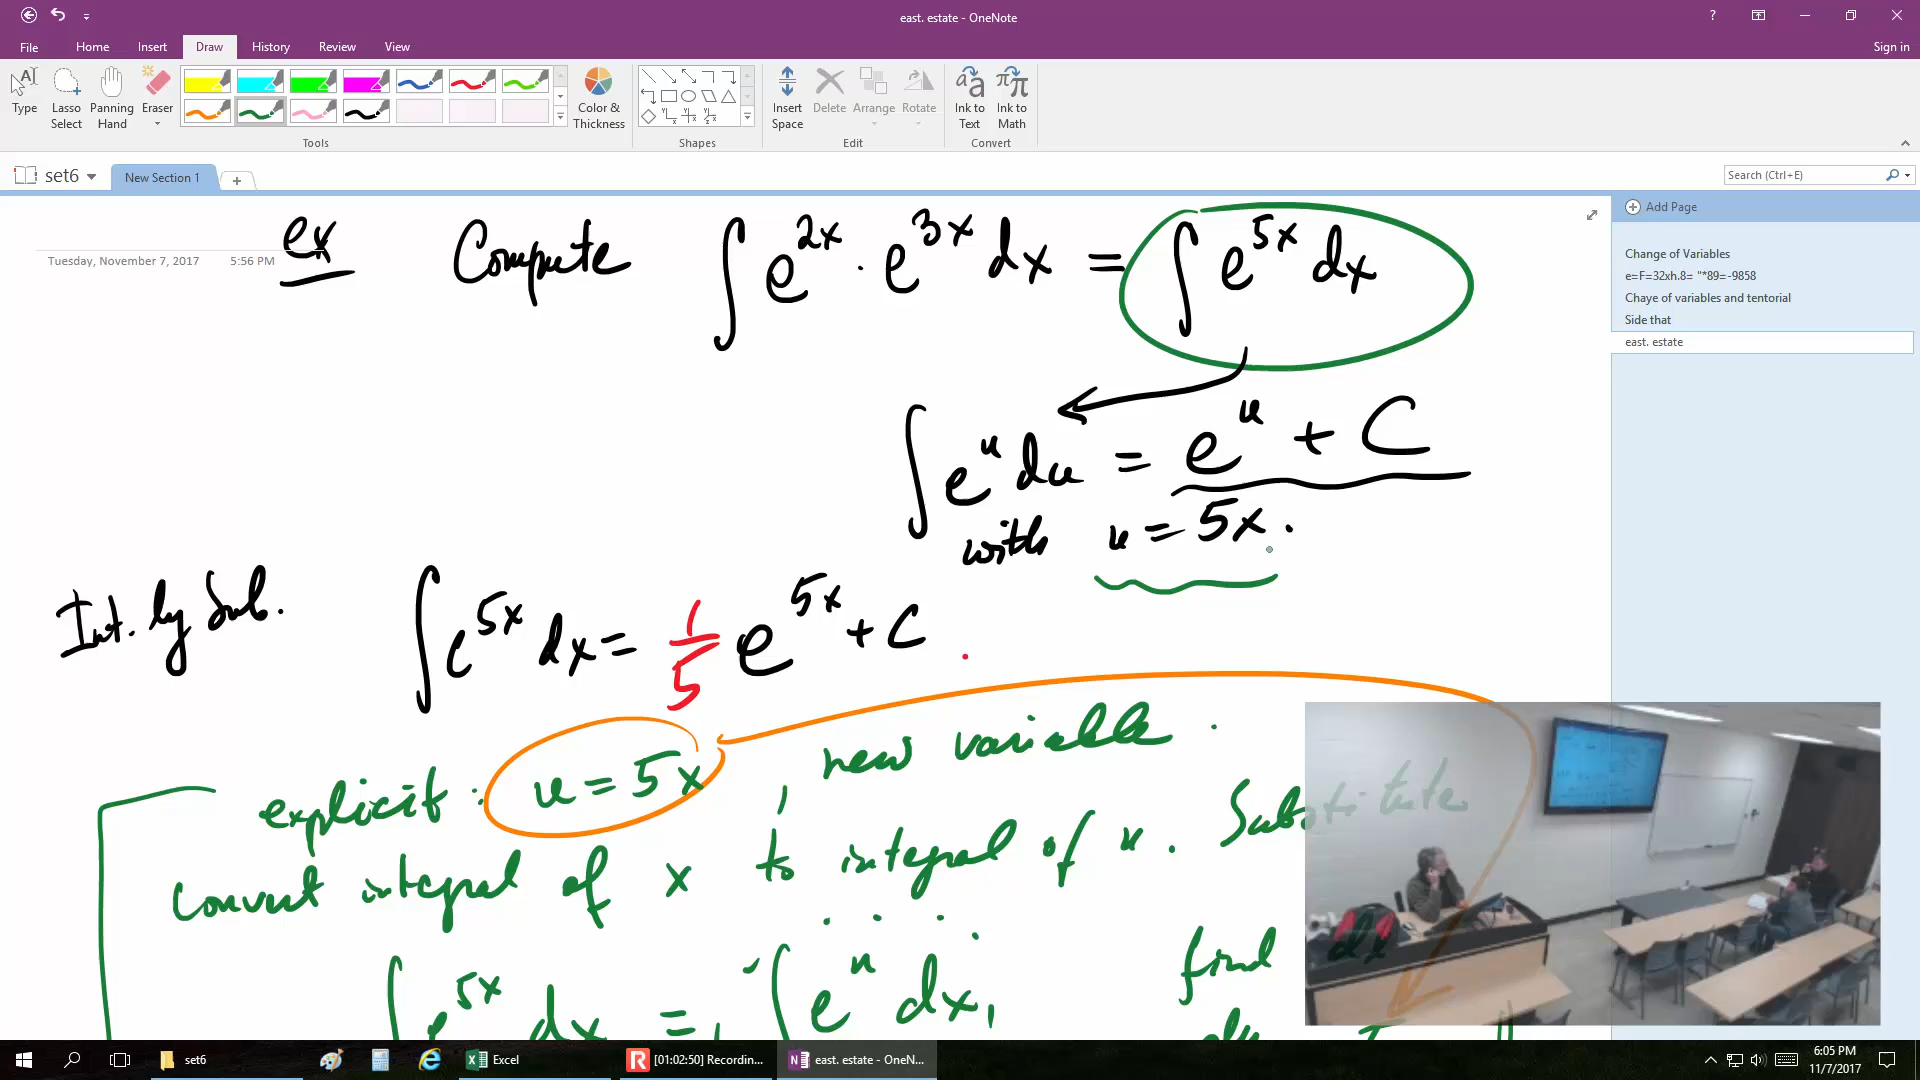 east. estate - OneNote
File Home Insert Draw History Review View Sign in
Type Lasso Select Panning Hand Eraser Color & Thickness Insert Space Delete Arrange Rotate Ink to Text Ink to Math
Tools Shapes Edit Convert
set6 New Section 1 Search (Ctrl+E)
Add Page
Change of Variables
e=F=32xh.8= "*89=-9858
Chaye of variables and tentorial
Side that
east. estate
Tuesday, November 7, 2017 5:56 PM
ex Compute ∫ e^{2x} · e^{3x} dx = ∫ e^{5x} dx
∫ e^u du = e^u + C
with u = 5x.
Int. by Sub. ∫ e^{5x} dx = 1/5 e^{5x} + C.
explicit: u = 5x, new variable.
convert integral of x to integral of u. Substitute
∫ e^{5x} dx = ∫ e^u dx, find dx
set6 Excel [01:02:50] Recordin... east. estate - OneN...
6:05 PM
11/7/2017